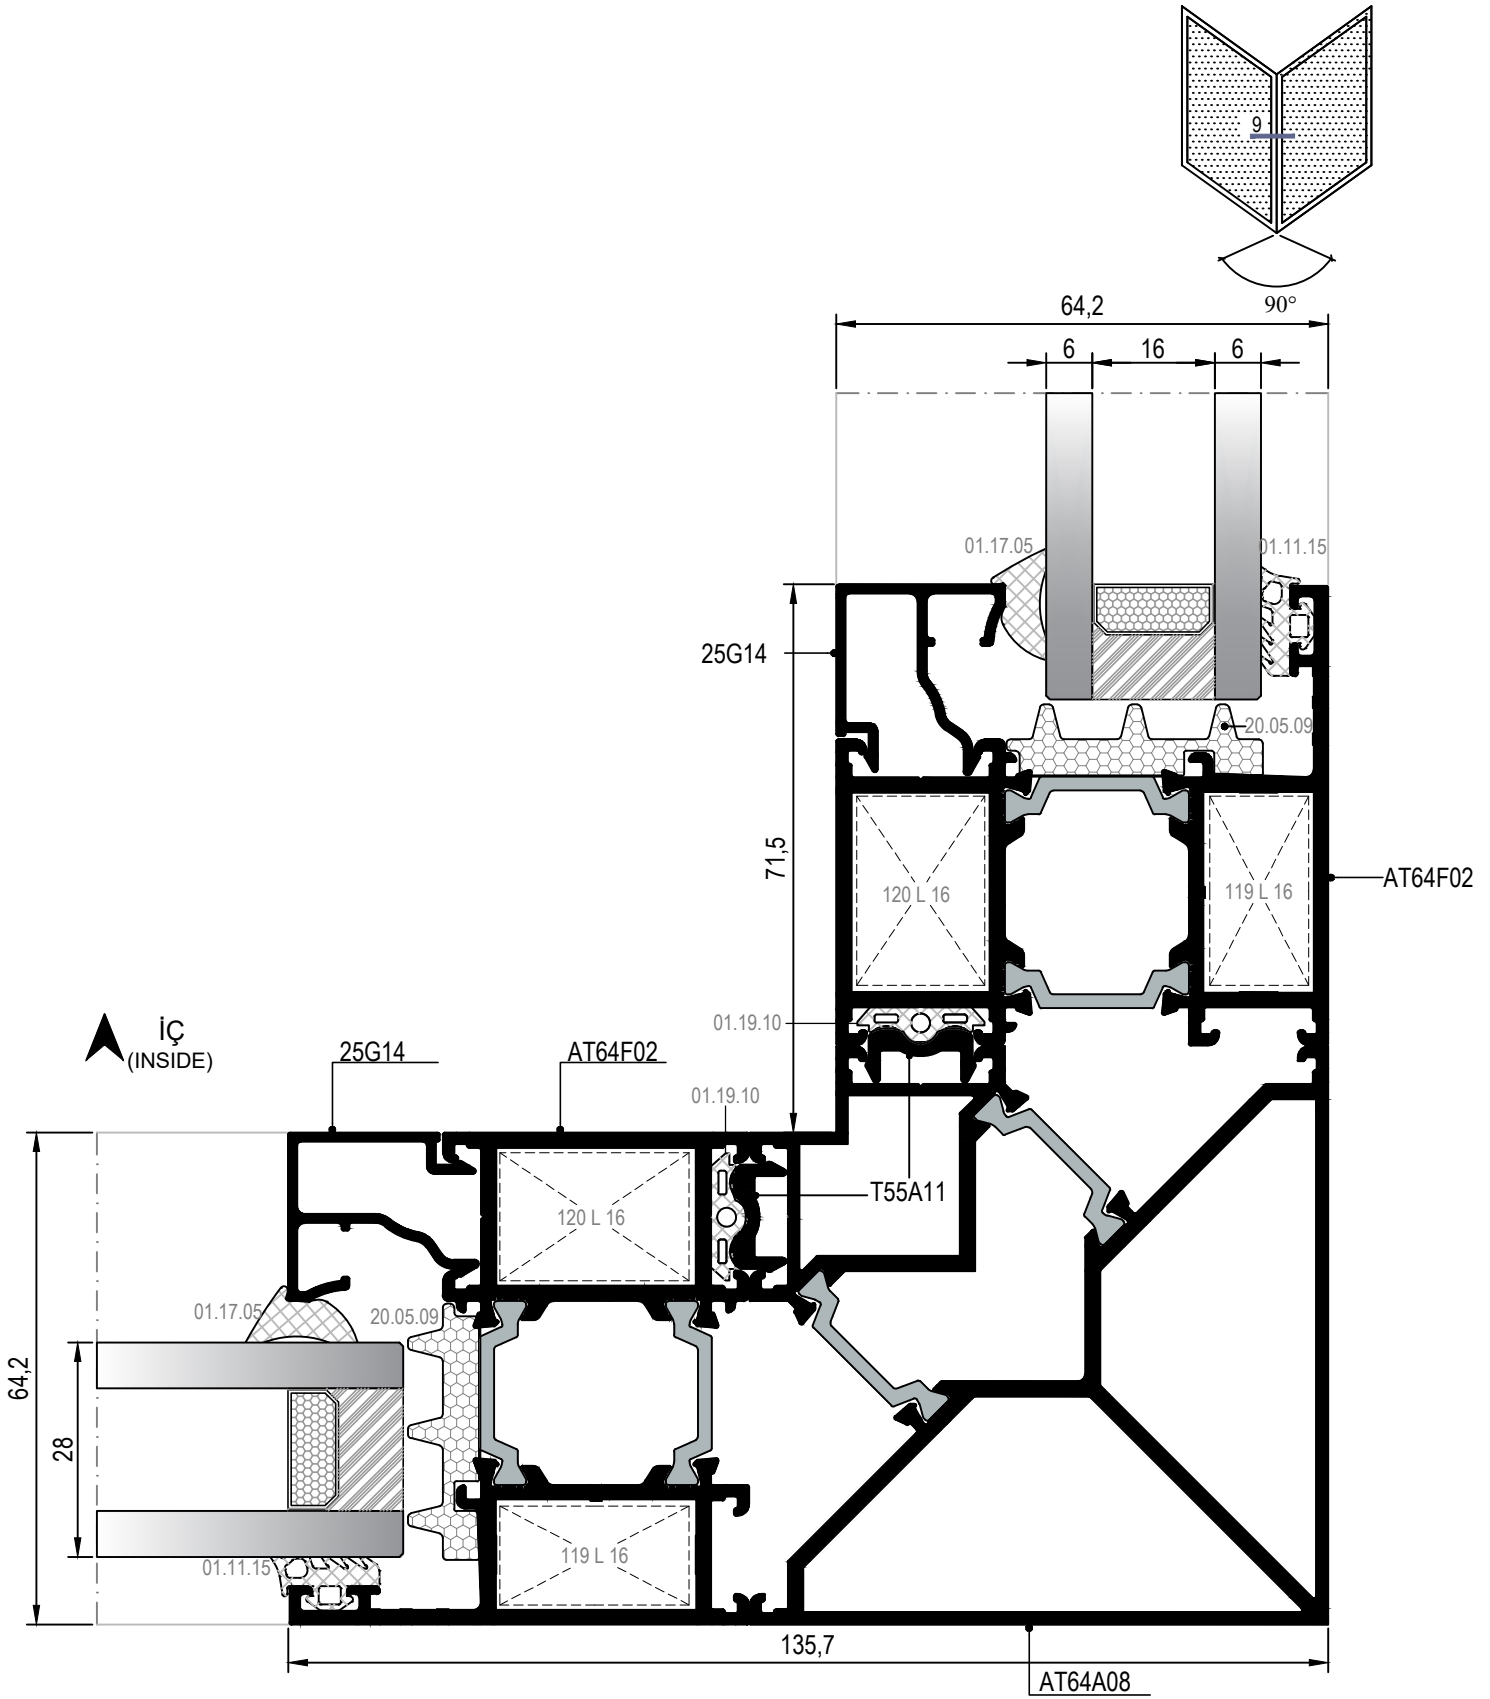 9
90°
64,2
6
16
6
01.17.05
01.11.15
25G14
20.05.09
71,5
120 L 16
119 L 16
AT64F02
01.19.10
İÇ
(INSIDE)
25G14
AT64F02
01.19.10
T55A11
120 L 16
01.17.05
20.05.09
64,2
28
119 L 16
01.11.15
135,7
AT64A08